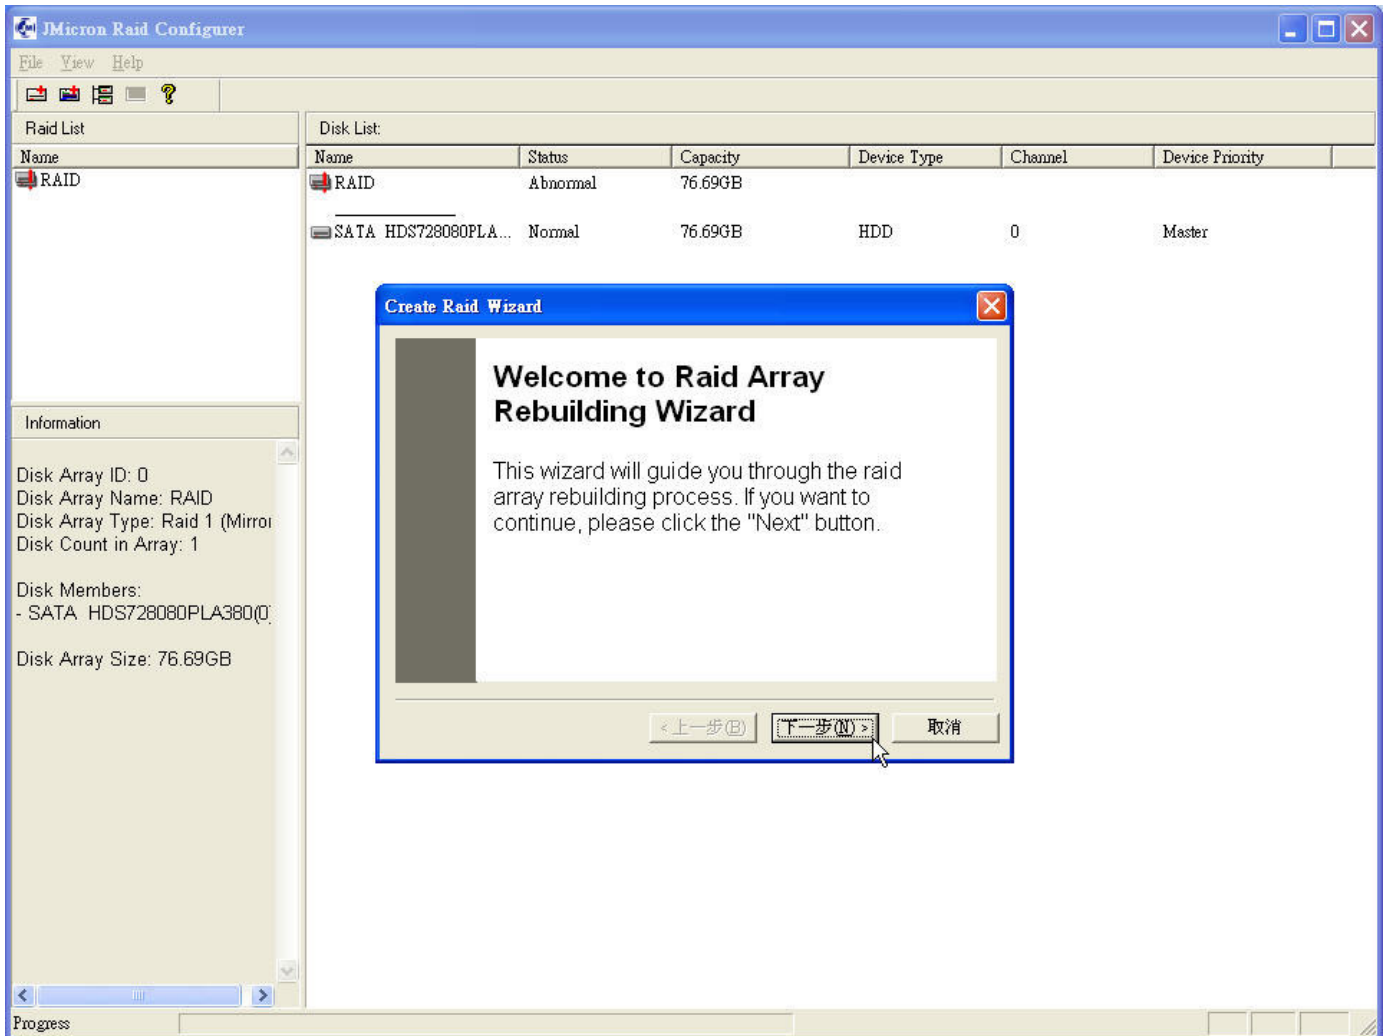 JMicron Raid Configurer
File View Help
Raid List
Disk List:
Name
Name Status Capacity Device Type Channel Device Priority
RAID
RAID Abnormal 76.69GB
SATA HDS728080PLA... Normal 76.69GB HDD 0 Master
Create Raid Wizard
Welcome to Raid Array
Rebuilding Wizard
This wizard will guide you through the raid
array rebuilding process. If you want to
continue, please click the "Next" button.
<上一步(B)
下一步(N) >
取消
Information
Disk Array ID: 0
Disk Array Name: RAID
Disk Array Type: Raid 1 (Mirror
Disk Count in Array: 1
Disk Members:
- SATA HDS728080PLA380(0)
Disk Array Size: 76.69GB
Progress